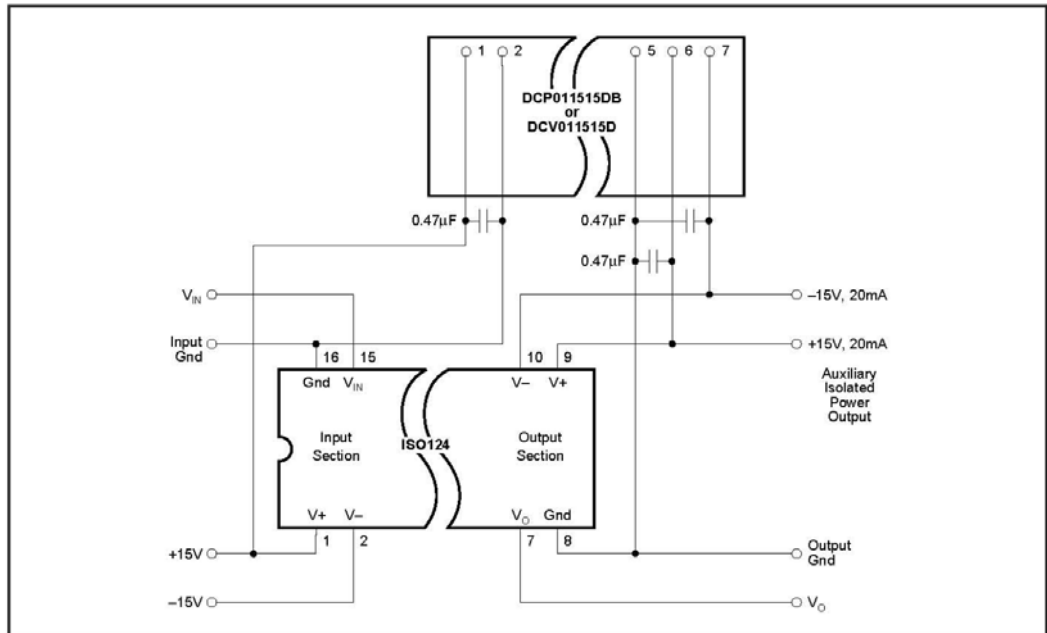 1 2 5 6 7
DCP011515DB
or
DCV011515D
0.47µF 0.47µF
0.47µF
V_IN –15V, 20mA
Input
Gnd
+15V, 20mA
16 15 10 9
Auxiliary
Isolated
Power
Output
Gnd V_IN V– V+
Input
Section
ISO124
Output
Section
V+ V– V_O Gnd
1 2 7 8
+15V
Output
Gnd
–15V V_O